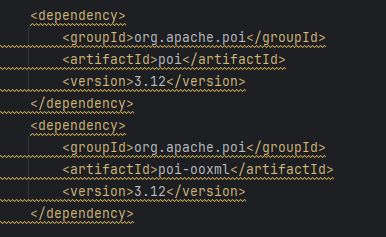 <dependency>
<groupId>org.apache.poi</groupId>
<artifactId>poi</artifactId>
<version>3.12</version>
</dependency>
<dependency>
<groupId>org.apache.poi</groupId>
<artifactId>poi-ooxml</artifactId>
<version>3.12</version>
</dependency>